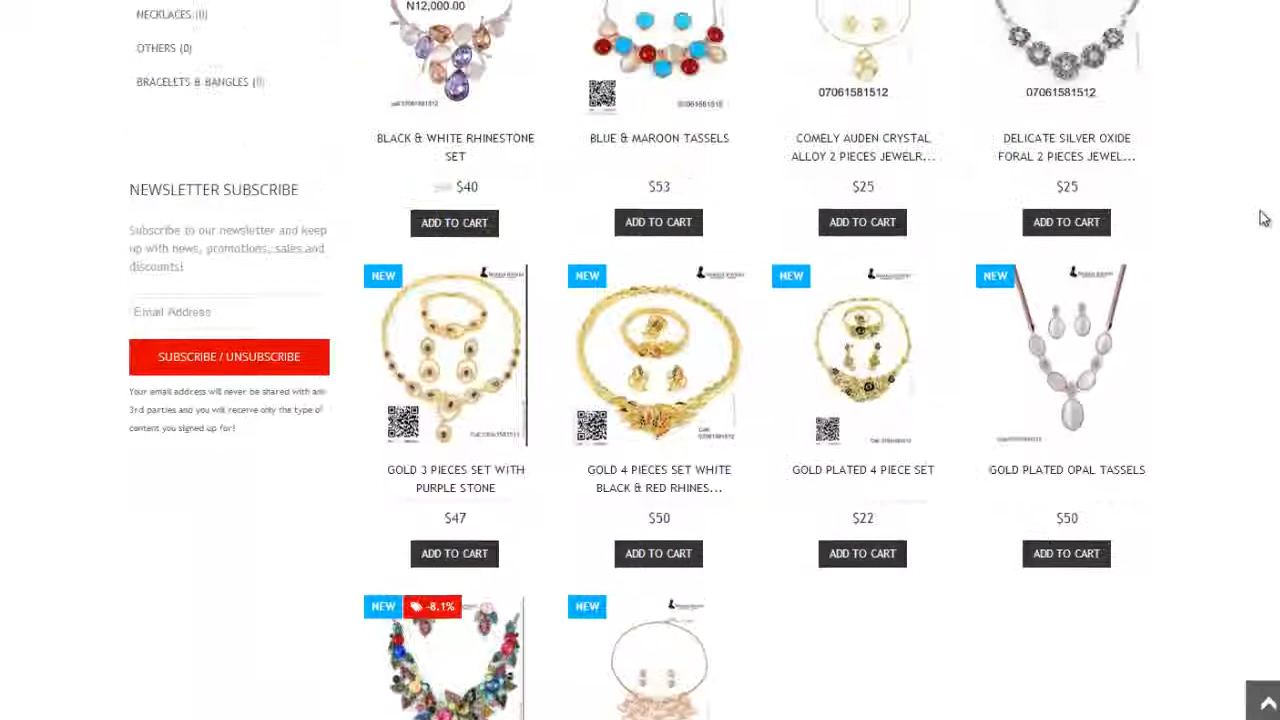 NECKLACES (0)
OTHERS (0)
BRACELETS & BANGLES (0)
NEWSLETTER SUBSCRIBE
Subscribe to our newsletter and keep
up with news, promotions, sales and
discounts!
Email Address
SUBSCRIBE / UNSUBSCRIBE
Your email address will never be shared with any
3rd parties and you will receive only the type of
content you signed up for!
N12,000.00
07061581512
07061581512
BLACK & WHITE RHINESTONE
SET
$40
ADD TO CART
BLUE & MAROON TASSELS
$53
ADD TO CART
COMELY AUDEN CRYSTAL
ALLOY 2 PIECES JEWELR...
$25
ADD TO CART
DELICATE SILVER OXIDE
FORAL 2 PIECES JEWEL...
$25
ADD TO CART
NEW
NEW
NEW
NEW
GOLD 3 PIECES SET WITH
PURPLE STONE
$47
ADD TO CART
GOLD 4 PIECES SET WHITE
BLACK & RED RHINES...
$50
ADD TO CART
GOLD PLATED 4 PIECE SET
$22
ADD TO CART
GOLD PLATED OPAL TASSELS
$50
ADD TO CART
NEW
-8.1%
NEW